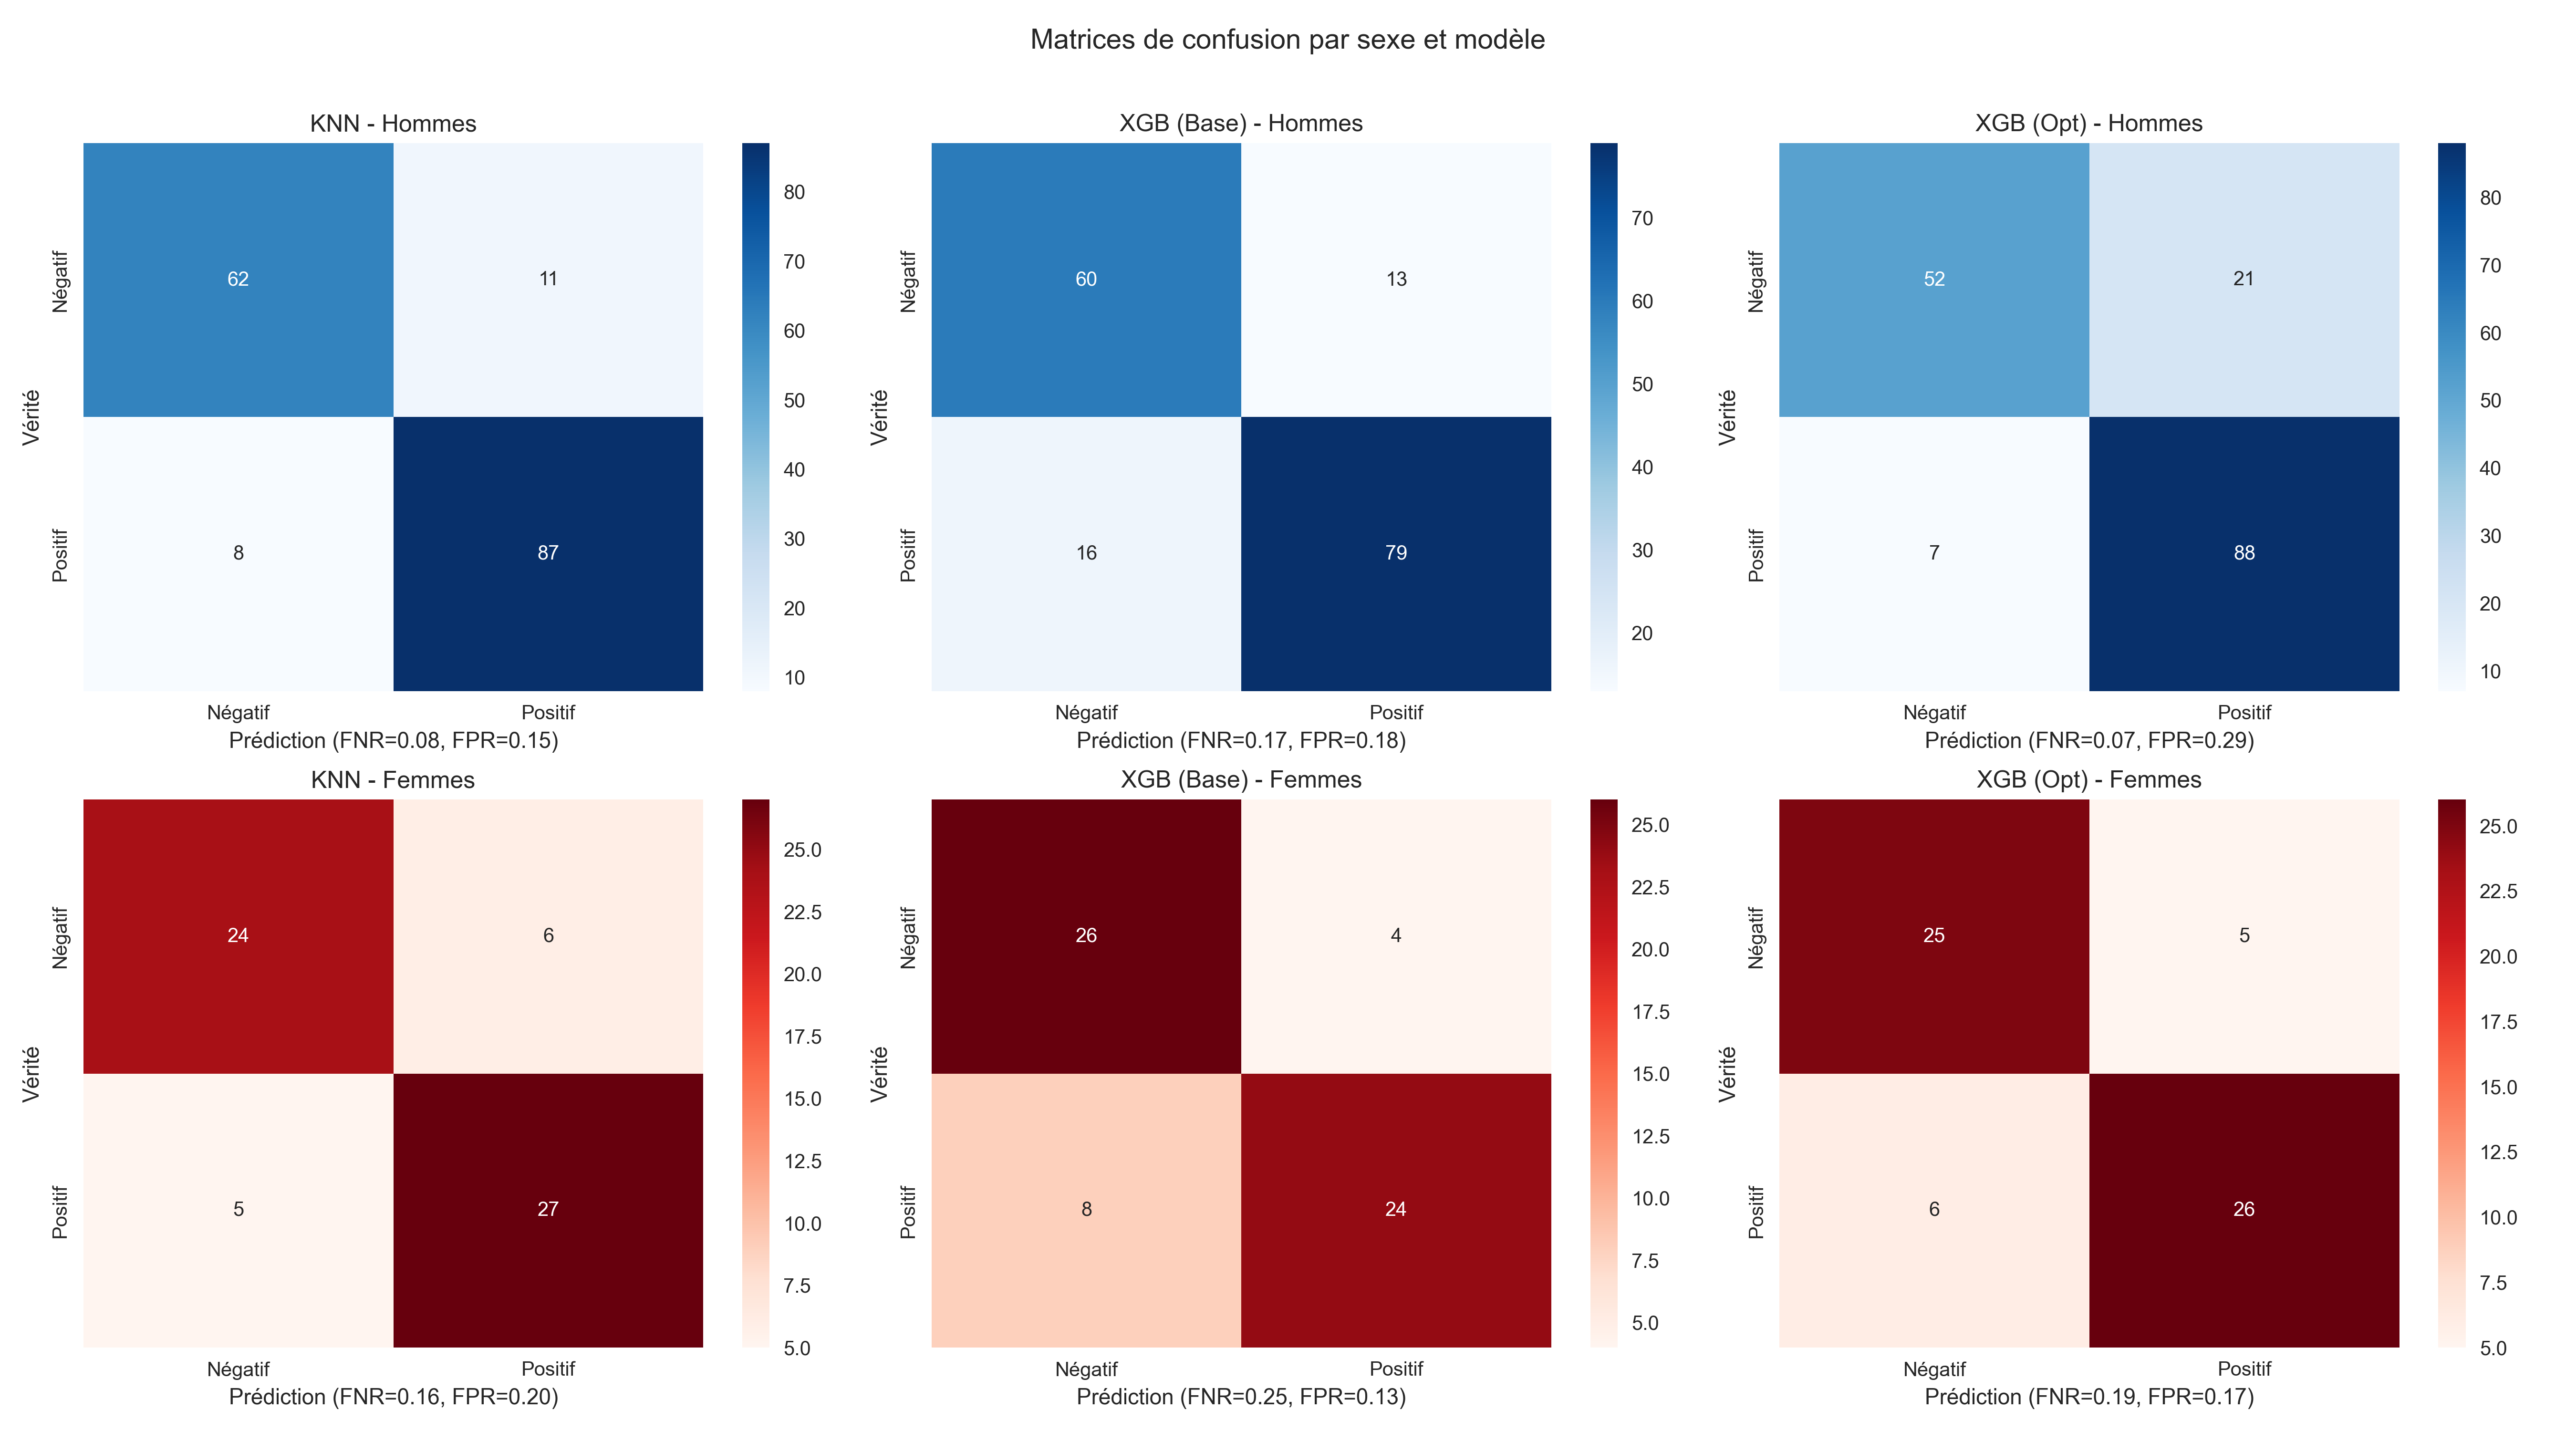 Matrices de confusion par sexe et modèle
KNN - Hommes
Vérité
Négatif
Positif
62
11
8
87
Négatif
Positif
Prédiction (FNR=0.08, FPR=0.15)
80
70
60
50
40
30
20
10
XGB (Base) - Hommes
Vérité
Négatif
Positif
60
13
16
79
Négatif
Positif
Prédiction (FNR=0.17, FPR=0.18)
70
60
50
40
30
20
XGB (Opt) - Hommes
Vérité
Négatif
Positif
52
21
7
88
Négatif
Positif
Prédiction (FNR=0.07, FPR=0.29)
80
70
60
50
40
30
20
10
KNN - Femmes
Vérité
Négatif
Positif
24
6
5
27
Négatif
Positif
Prédiction (FNR=0.16, FPR=0.20)
25.0
22.5
20.0
17.5
15.0
12.5
10.0
7.5
5.0
XGB (Base) - Femmes
Vérité
Négatif
Positif
26
4
8
24
Négatif
Positif
Prédiction (FNR=0.25, FPR=0.13)
25.0
22.5
20.0
17.5
15.0
12.5
10.0
7.5
5.0
XGB (Opt) - Femmes
Vérité
Négatif
Positif
25
5
6
26
Négatif
Positif
Prédiction (FNR=0.19, FPR=0.17)
25.0
22.5
20.0
17.5
15.0
12.5
10.0
7.5
5.0